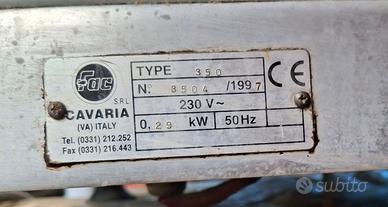 Fac
SRL
CAVARIA
(VA) ITALY
Tel. (0331) 212.252
Fax (0331) 216.443
TYPE 350
N. 3504 /1997
230 V~
0,29 kW 50Hz
CE
subito